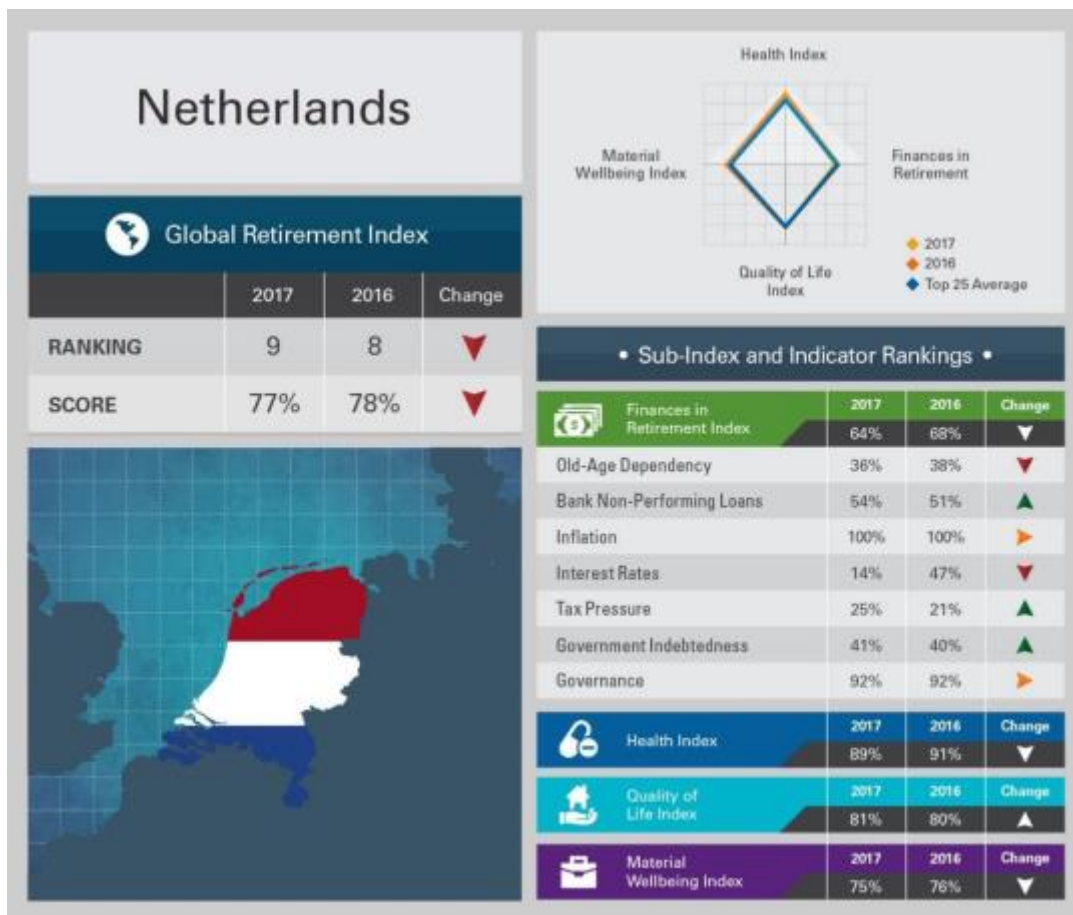 Netherlands
Global Retirement Index
2017 2016 Change
RANKING 9 8
SCORE 77% 78%
Health Index
Material
Wellbeing Index
Finances in
Retirement
Quality of Life
Index
2017
2016
Top 25 Average
• Sub-Index and Indicator Rankings •
Finances in
Retirement Index
2017 2016 Change
64% 68%
Old-Age Dependency 36% 38%
Bank Non-Performing Loans 54% 51%
Inflation 100% 100%
Interest Rates 14% 47%
Tax Pressure 25% 21%
Government Indebtedness 41% 40%
Governance 92% 92%
Health Index
2017 2016 Change
89% 91%
Quality of
Life Index
2017 2016 Change
81% 80%
Material
Wellbeing Index
2017 2016 Change
75% 76%